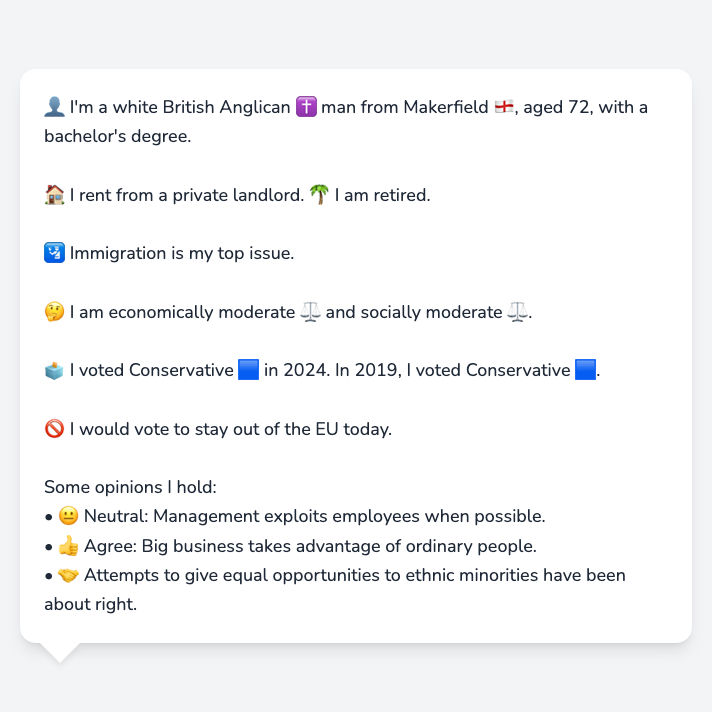 👤 I'm a white British Anglican ✝️ man from Makerfield 🏴󠁧󠁢󠁥󠁮󠁧󠁿, aged 72, with a
bachelor's degree.
🏠 I rent from a private landlord. 🌴 I am retired.
🛂 Immigration is my top issue.
🤔 I am economically moderate ⚖️ and socially moderate ⚖️.
🗳️ I voted Conservative 🟦 in 2024. In 2019, I voted Conservative 🟦.
🚫 I would vote to stay out of the EU today.
Some opinions I hold:
• 😐 Neutral: Management exploits employees when possible.
• 👍 Agree: Big business takes advantage of ordinary people.
• 🤝 Attempts to give equal opportunities to ethnic minorities have been
about right.